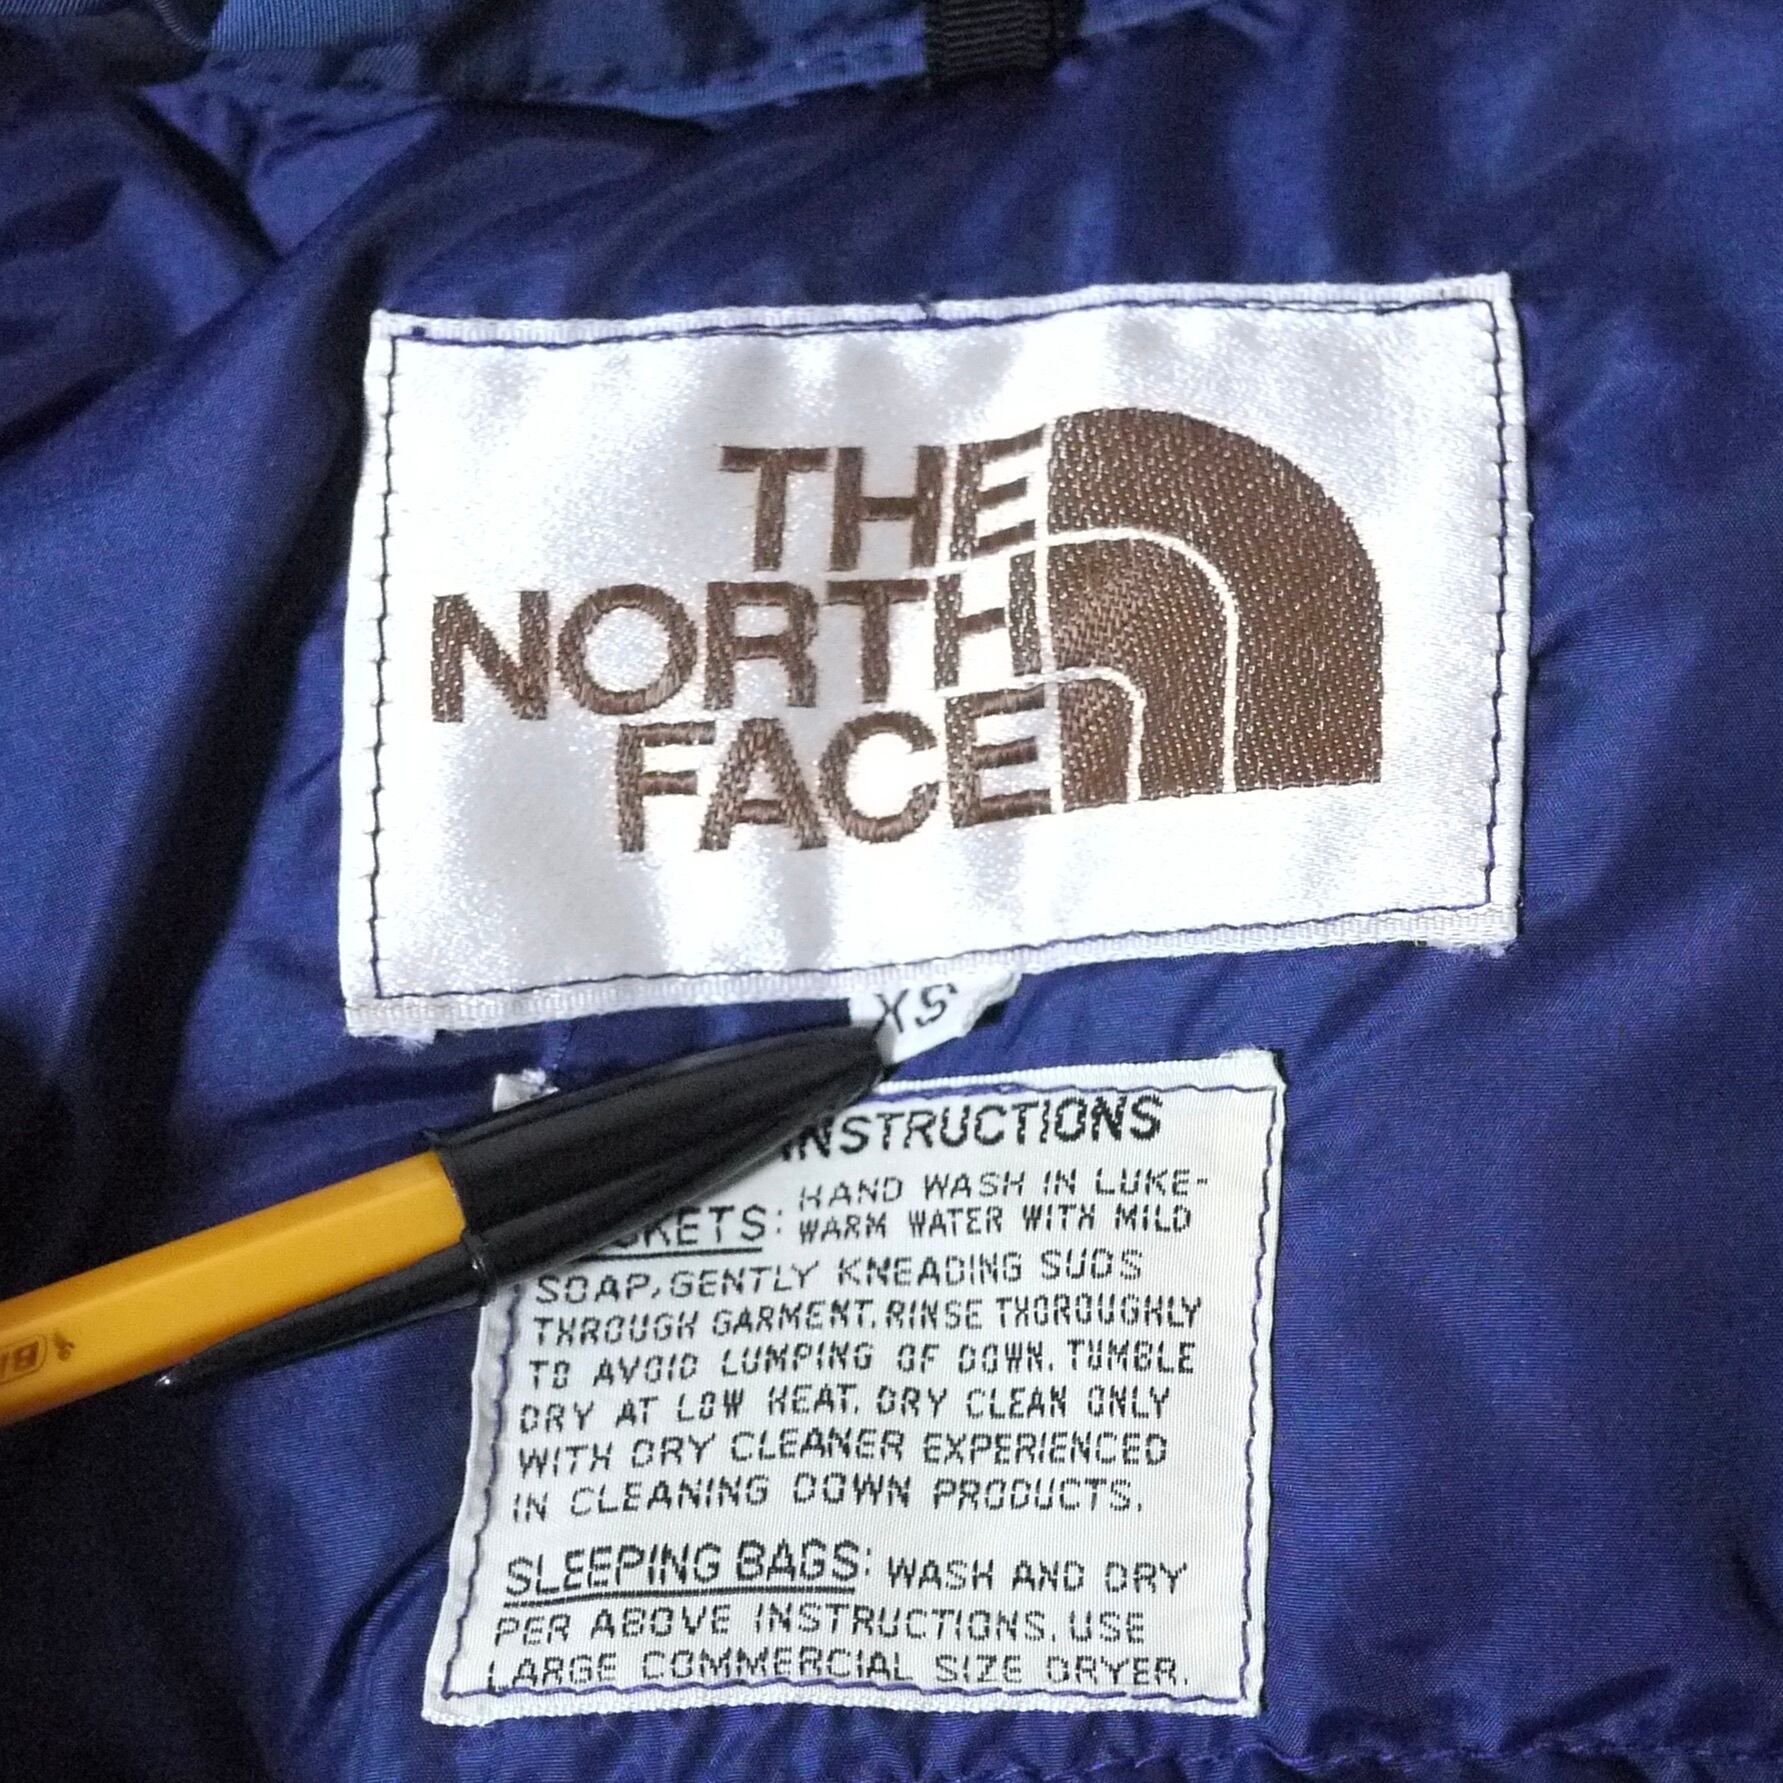 THE
NORTH
FACE
XS
INSTRUCTIONS
HAND WASH IN LUKE-
WARM WATER WITH MILD
SOAP, GENTLY KNEADING SUDS
THROUGH GARMENT. RINSE THOROUGHLY
TO AVOID LUMPING OF DOWN. TUMBLE
DRY AT LOW HEAT. DRY CLEAN ONLY
WITH DRY CLEANER EXPERIENCED
IN CLEANING DOWN PRODUCTS.
SLEEPING BAGS: WASH AND DRY
PER ABOVE INSTRUCTIONS. USE
LARGE COMMERCIAL SIZE DRYER.